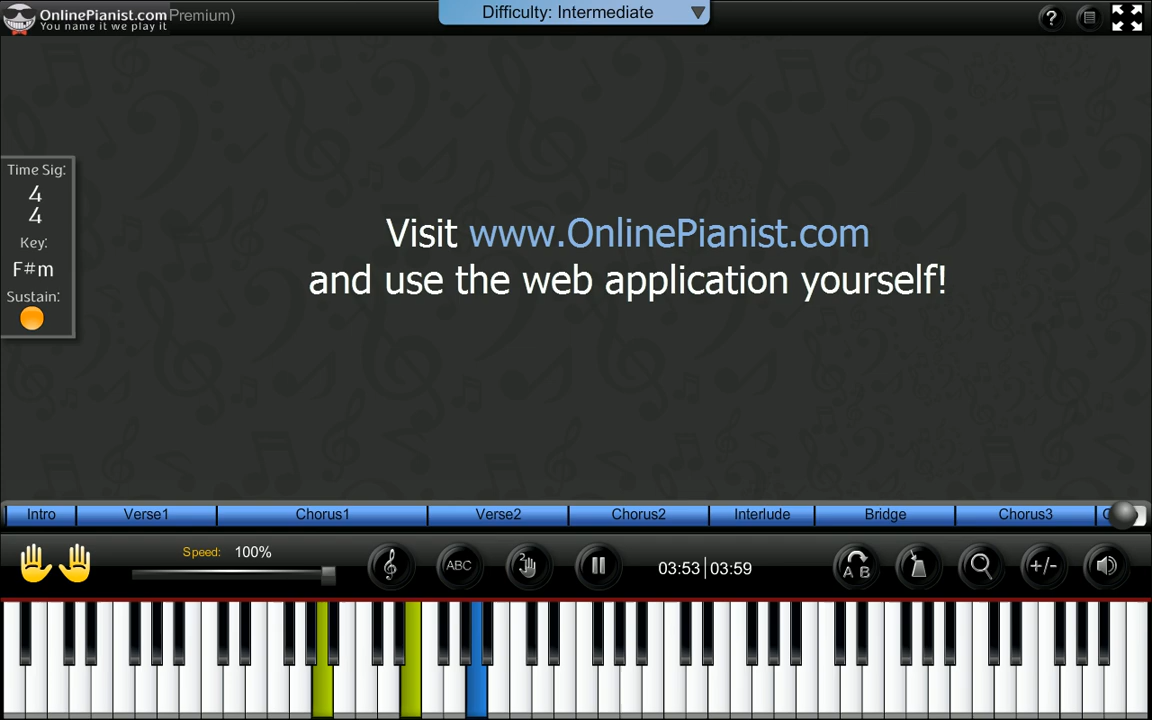 OnlinePianist.com
You name it we play it
Premium)
Difficulty: Intermediate
?
Time Sig:
4
4
Key:
F#m
Sustain:
Visit www.OnlinePianist.com
and use the web application yourself!
Intro Verse1 Chorus1 Verse2 Chorus2 Interlude Bridge Chorus3
Speed: 100%
ABC
03:53|03:59
A B
+/-